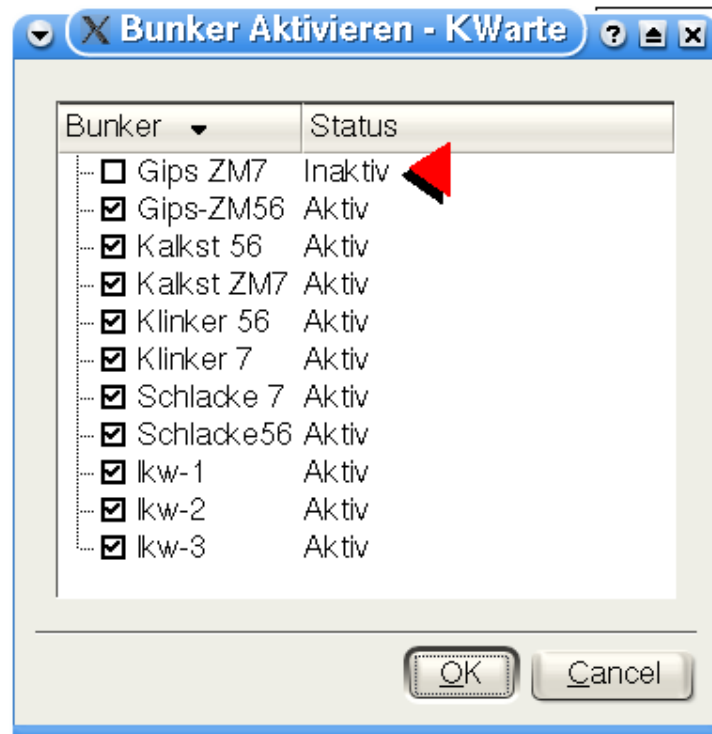 Bunker Aktivieren - KWarte
Bunker Status
Gips ZM7 Inaktiv
Gips-ZM56 Aktiv
Kalkst 56 Aktiv
Kalkst ZM7 Aktiv
Klinker 56 Aktiv
Klinker 7 Aktiv
Schlacke 7 Aktiv
Schlacke56 Aktiv
lkw-1 Aktiv
lkw-2 Aktiv
lkw-3 Aktiv
OK Cancel